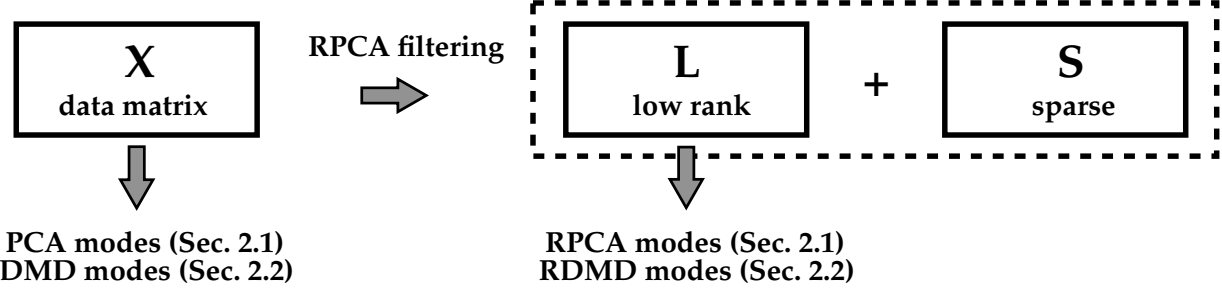 X
data matrix
RPCA filtering
L
low rank
+
S
sparse
PCA modes (Sec. 2.1)
DMD modes (Sec. 2.2)
RPCA modes (Sec. 2.1)
RDMD modes (Sec. 2.2)